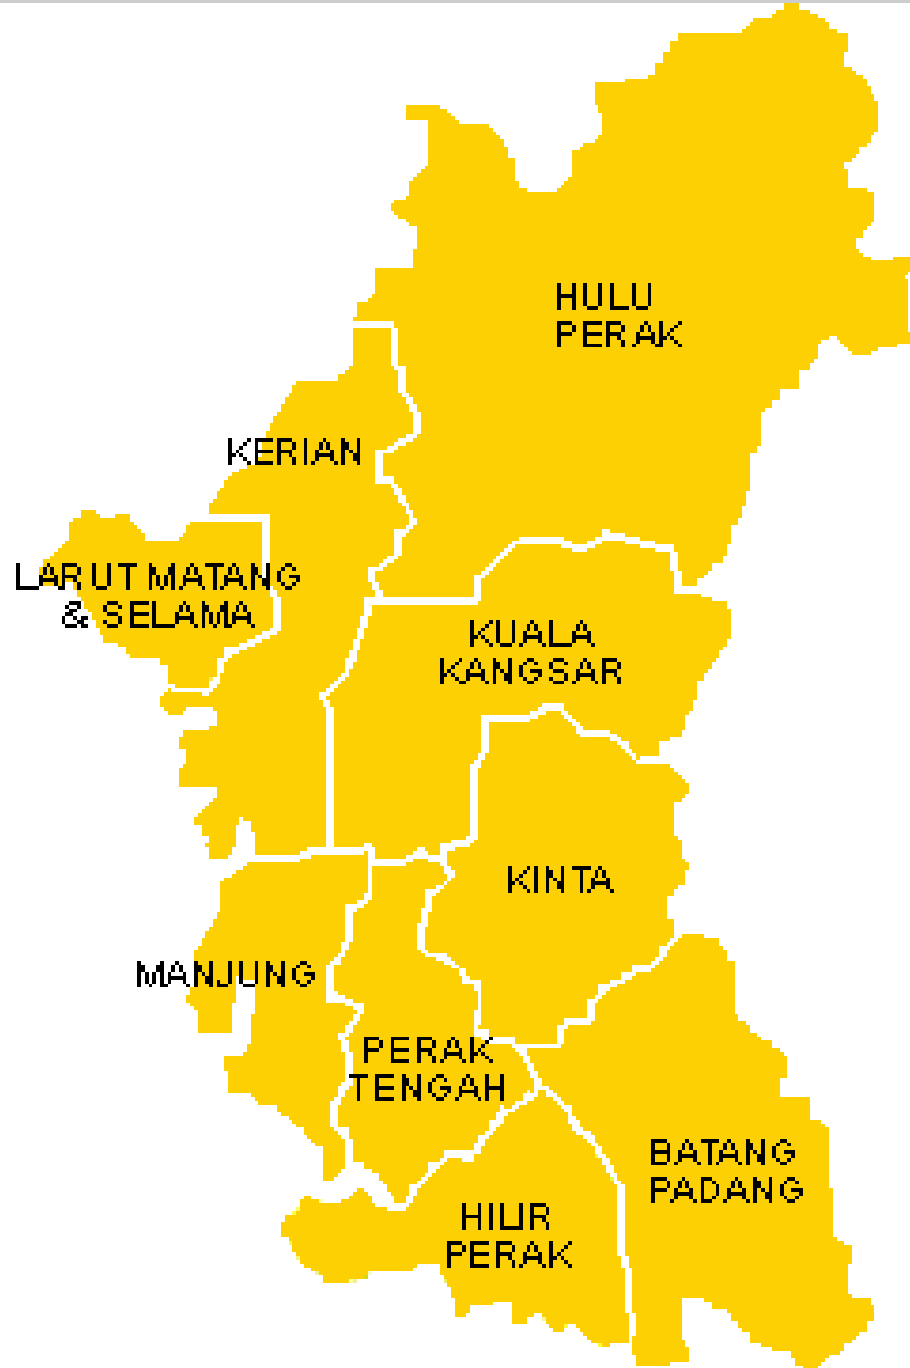 HULU
PERAK
KERIAN
LARUT MATANG
& SELAMA
KUALA
KANGSAR
KINTA
MANJUNG
PERAK
TENGAH
BATANG
PADANG
HILIR
PERAK